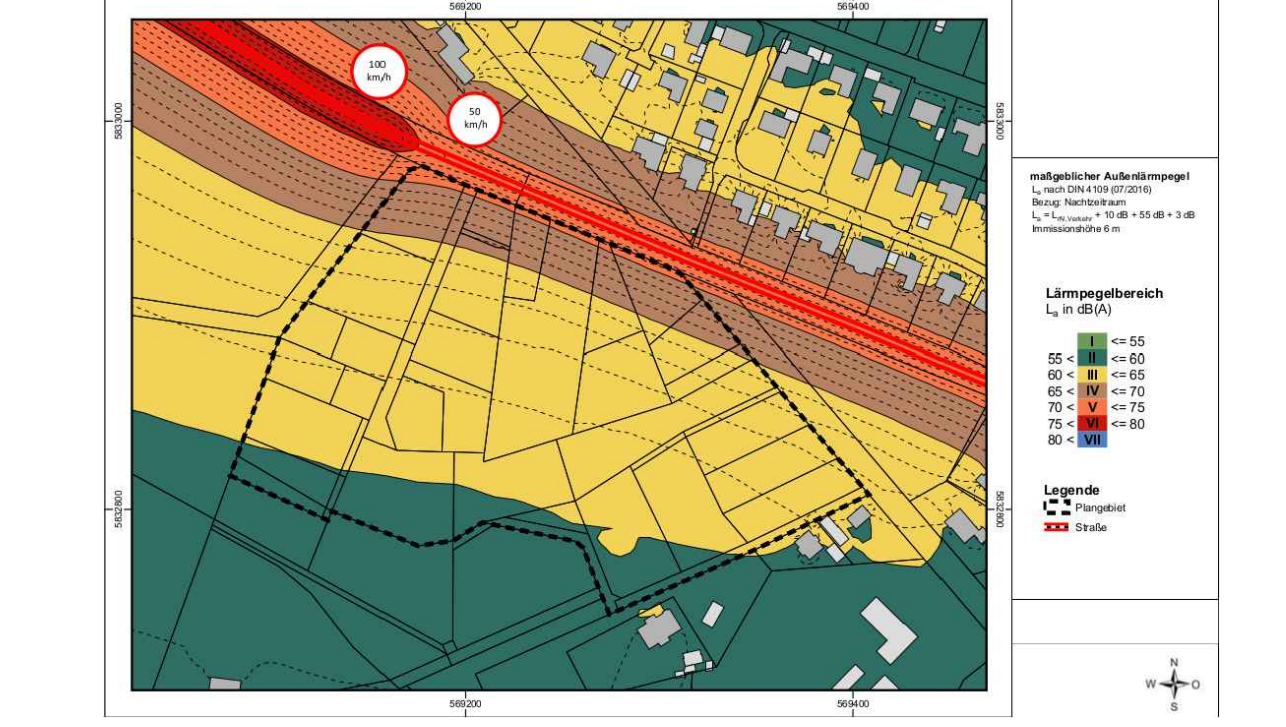 569200
569400
100
km/h
50
km/h
5833000
5833000
5832800
5832800
569200
569400
maßgeblicher Außenlärmpegel
La nach DIN 4109 (07/2016)
Bezug: Nachtzeitraum
La = LrN,Verkehr + 10 dB + 55 dB + 3 dB
Immissionshöhe 6 m
Lärmpegelbereich
La in dB(A)
I <= 55
55 < II <= 60
60 < III <= 65
65 < IV <= 70
70 < V <= 75
75 < VI <= 80
80 < VII
Legende
Plangebiet
Straße
N
W O
S